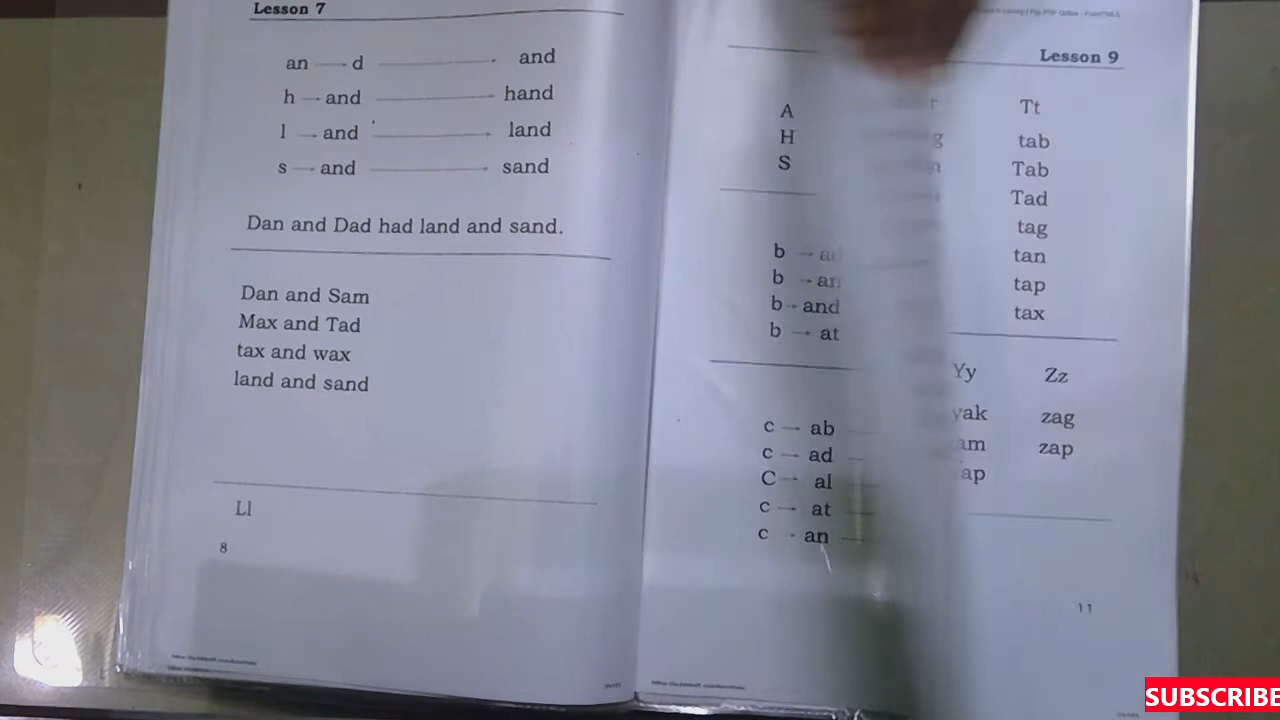 Lesson 7
an → d → and
h → and → hand
l → and → land
s → and → sand
Dan and Dad had land and sand.
Dan and Sam
Max and Tad
tax and wax
land and sand
Ll
8
A
H
S
b →
b → an
b → and
b → at
c → ab
c → ad
C → al
c → at
c → an
Lesson 9
Tt
tab
Tab
Tad
tag
tan
tap
tax
Yy Zz
yak zag
zap
11
SUBSCRIBE